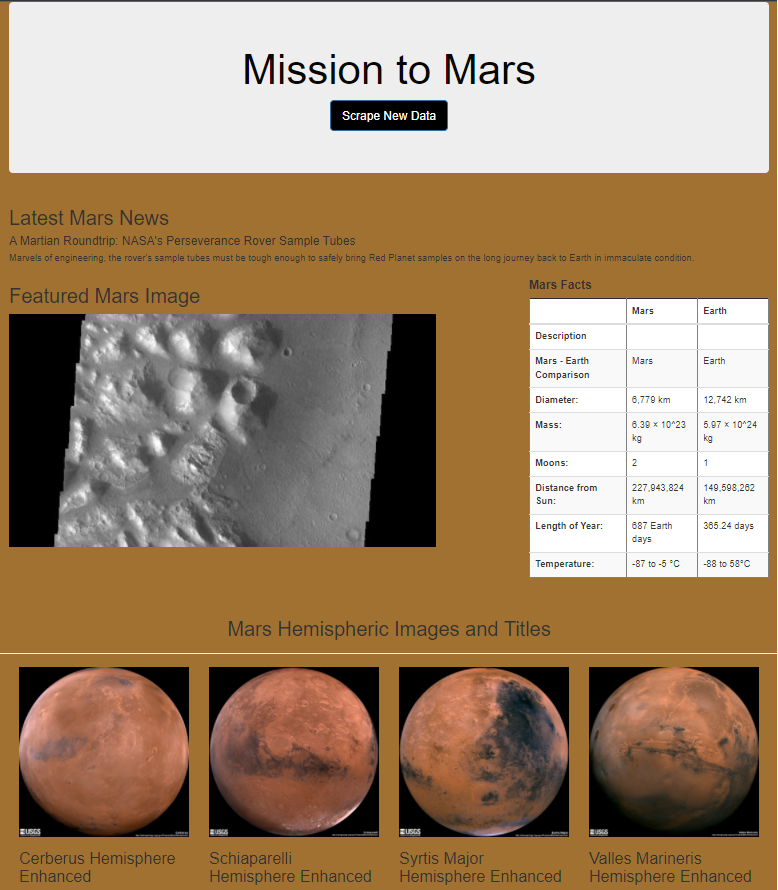 Mission to Mars
Scrape New Data
Latest Mars News
A Martian Roundtrip: NASA's Perseverance Rover Sample Tubes
Marvels of engineering, the rover's sample tubes must be tough enough to safely bring Red Planet samples on the long journey back to Earth in immaculate condition.
Featured Mars Image
Mars Facts
Mars Earth
Description
Mars - Earth Comparison Mars Earth
Diameter: 6,779 km 12,742 km
Mass: 6.39 × 10^23 kg 5.97 × 10^24 kg
Moons: 2 1
Distance from Sun: 227,943,824 km 149,598,262 km
Length of Year: 687 Earth days 365.24 days
Temperature: -87 to -5 °C -88 to 58°C
Mars Hemispheric Images and Titles
USGS
USGS
USGS
USGS
Cerberus Hemisphere Enhanced
Schiaparelli Hemisphere Enhanced
Syrtis Major Hemisphere Enhanced
Valles Marineris Hemisphere Enhanced